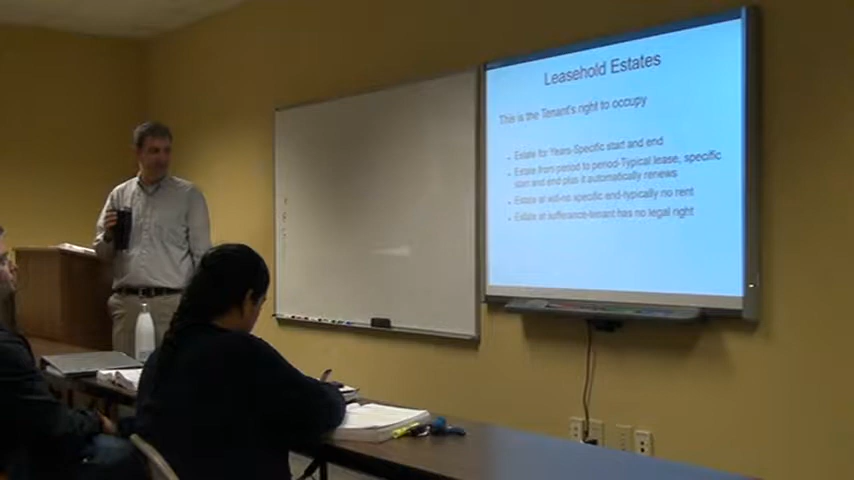 Leasehold Estates
This is the Tenant's right to occupy
• Estate for Years-Specific start and end
• Estate from period to period-Typical lease, specific
start and end plus it automatically renews
• Estate at will-no specific end-typically no rent
• Estate at sufferance-tenant has no legal right